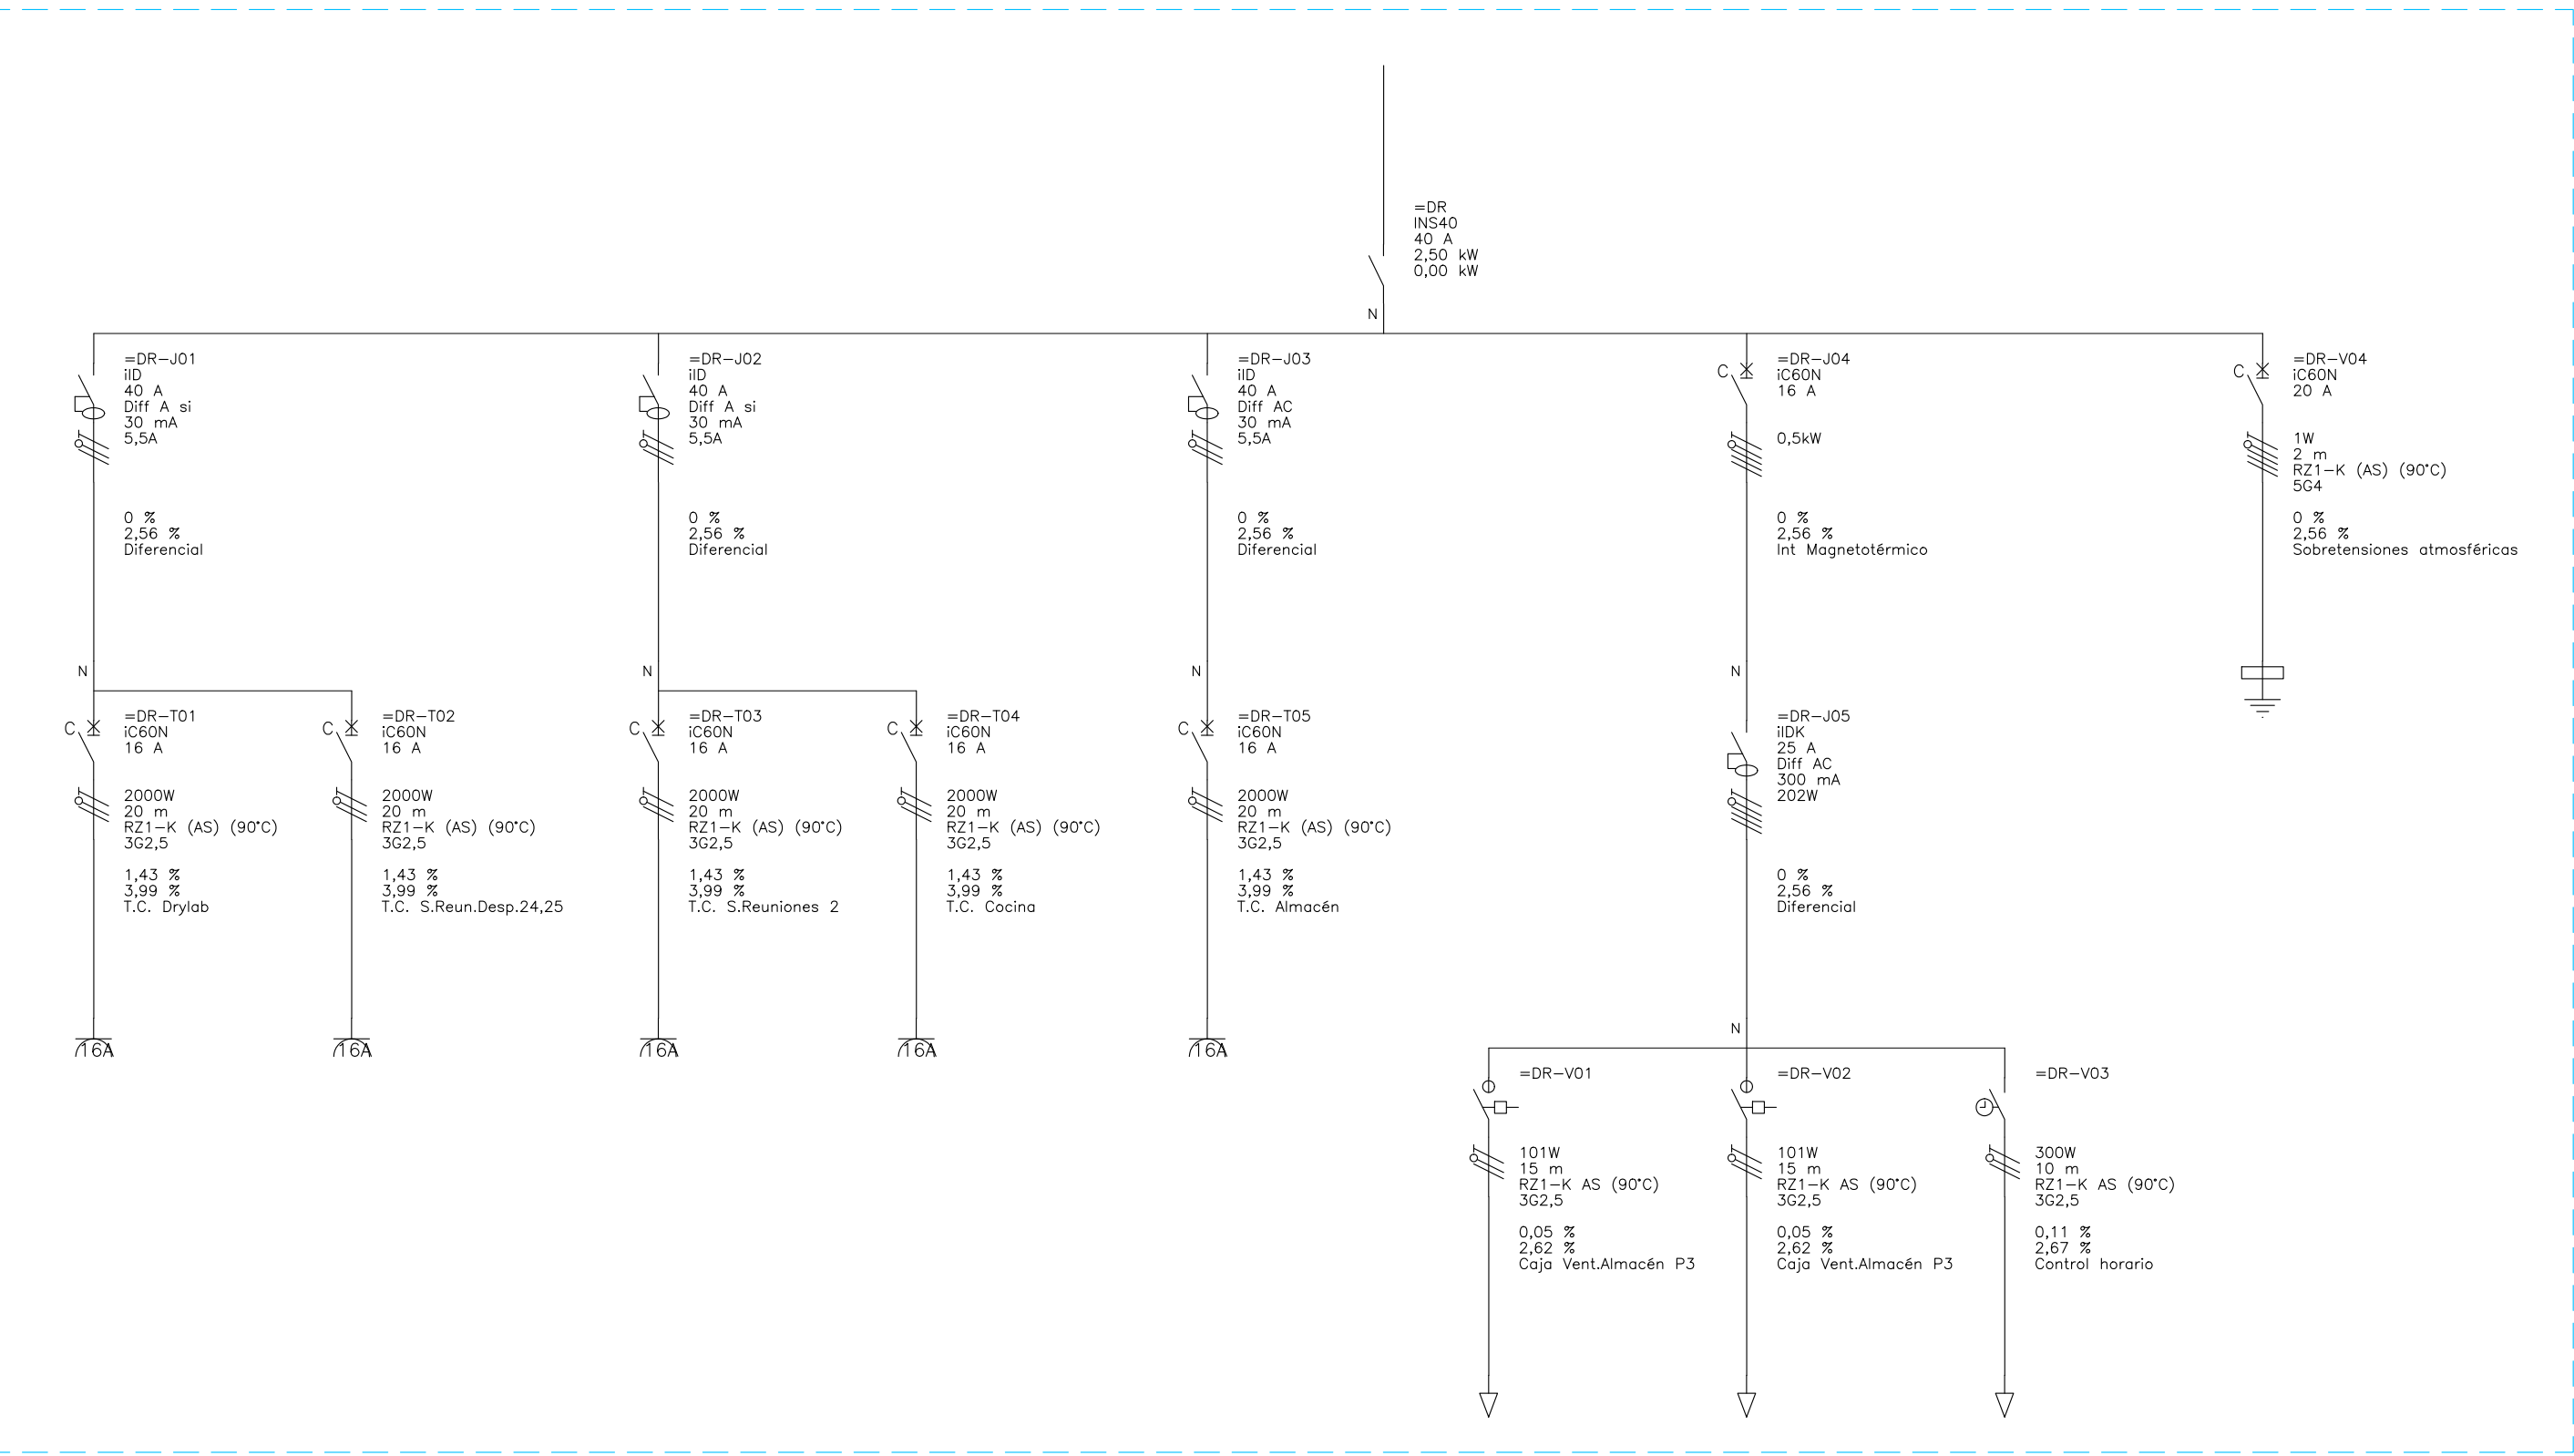 =DR
INS40
40 A
2,50 kW
0,00 kW
N
=DR-J01
iID
40 A
Diff A si
30 mA
5,5A
0 %
2,56 %
Diferencial
N
=DR-J02
iID
40 A
Diff A si
30 mA
5,5A
0 %
2,56 %
Diferencial
N
=DR-J03
iID
40 A
Diff AC
30 mA
5,5A
0 %
2,56 %
Diferencial
N
C
=DR-J04
iC60N
16 A
0,5kW
0 %
2,56 %
Int Magnetotérmico
N
C
=DR-V04
iC60N
20 A
1W
2 m
RZ1-K (AS) (90°C)
5G4
0 %
2,56 %
Sobretensiones atmosféricas
C
=DR-T01
iC60N
16 A
2000W
20 m
RZ1-K (AS) (90°C)
3G2,5
1,43 %
3,99 %
T.C. Drylab
16A
C
=DR-T02
iC60N
16 A
2000W
20 m
RZ1-K (AS) (90°C)
3G2,5
1,43 %
3,99 %
T.C. S.Reun.Desp.24,25
16A
C
=DR-T03
iC60N
16 A
2000W
20 m
RZ1-K (AS) (90°C)
3G2,5
1,43 %
3,99 %
T.C. S.Reuniones 2
16A
C
=DR-T04
iC60N
16 A
2000W
20 m
RZ1-K (AS) (90°C)
3G2,5
1,43 %
3,99 %
T.C. Cocina
16A
C
=DR-T05
iC60N
16 A
2000W
20 m
RZ1-K (AS) (90°C)
3G2,5
1,43 %
3,99 %
T.C. Almacén
16A
=DR-J05
iIDK
25 A
Diff AC
300 mA
202W
0 %
2,56 %
Diferencial
N
=DR-V01
101W
15 m
RZ1-K AS (90°C)
3G2,5
0,05 %
2,62 %
Caja Vent.Almacén P3
=DR-V02
101W
15 m
RZ1-K AS (90°C)
3G2,5
0,05 %
2,62 %
Caja Vent.Almacén P3
=DR-V03
300W
10 m
RZ1-K AS (90°C)
3G2,5
0,11 %
2,67 %
Control horario